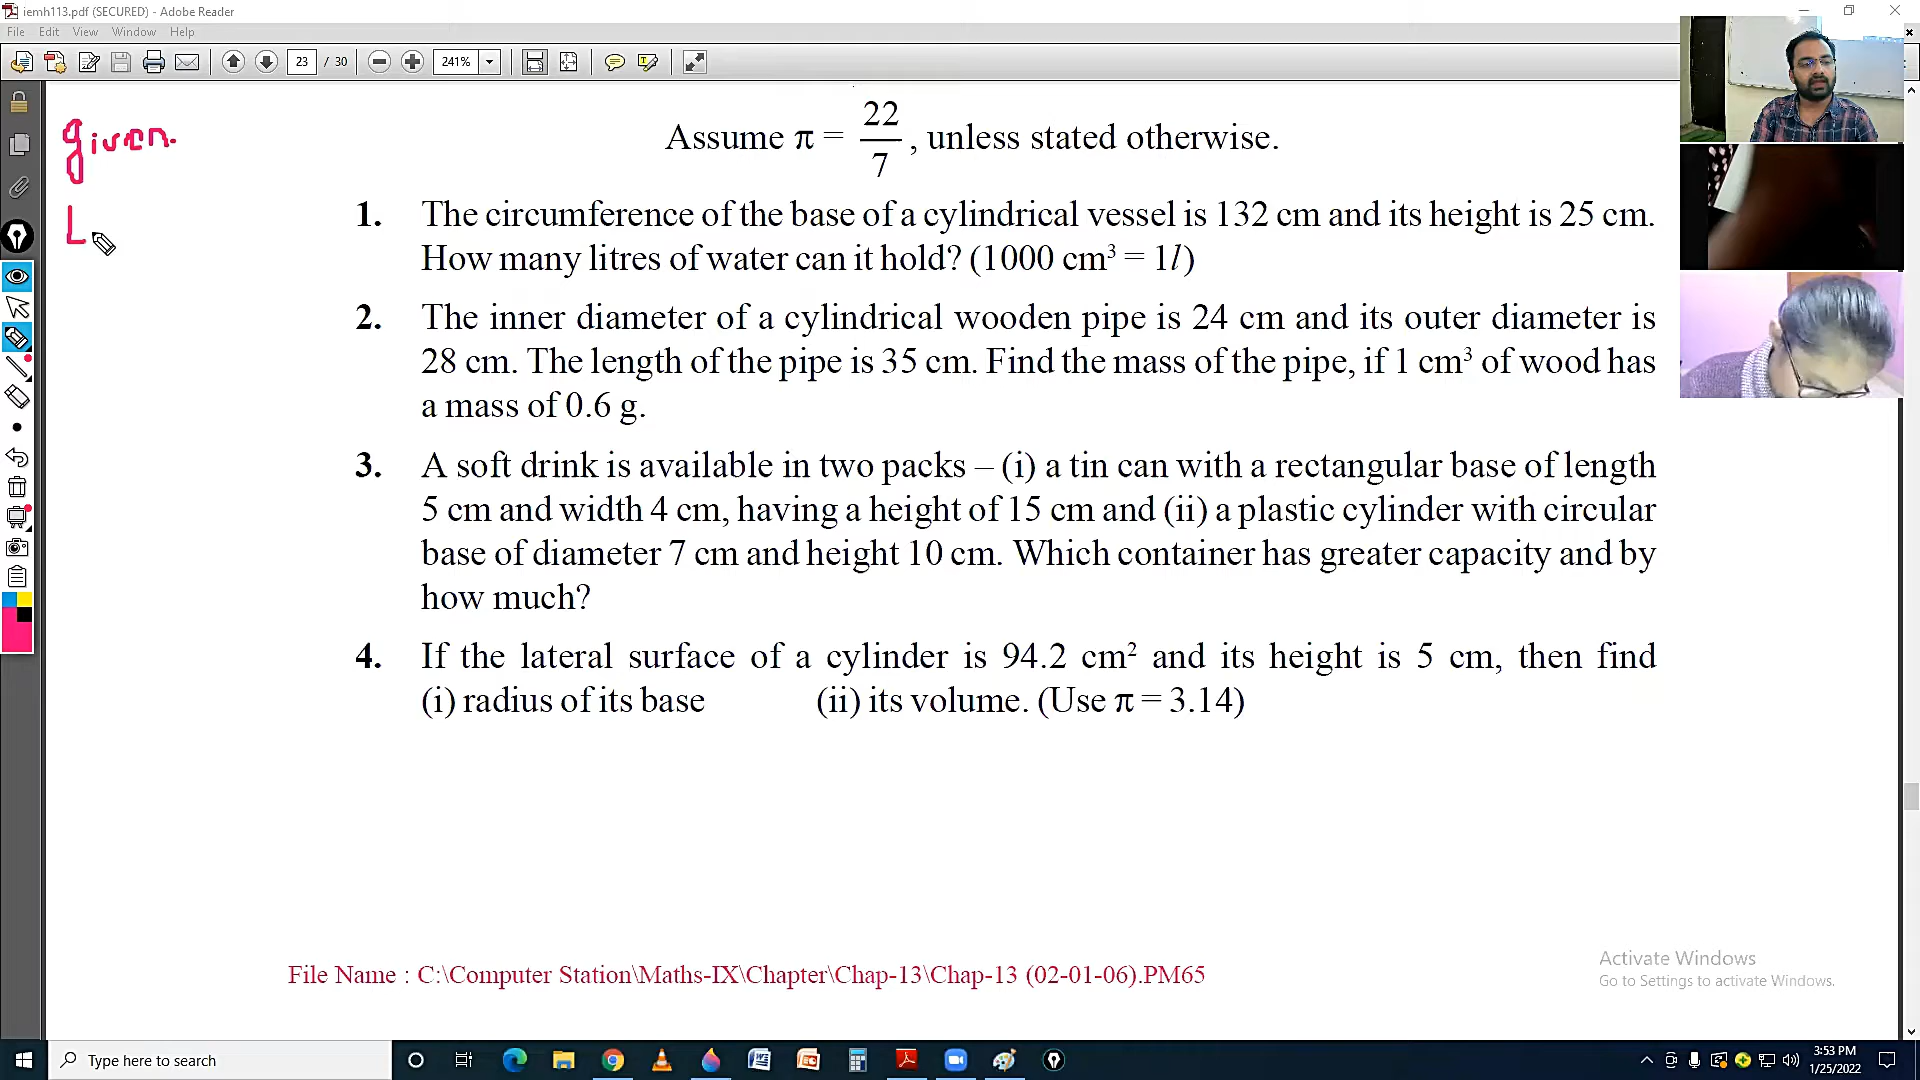 iemh113.pdf (SECURED) - Adobe Reader
File Edit View Window Help
23 / 30 241%
given.
L
Assume π = 22/7, unless stated otherwise.
1. The circumference of the base of a cylindrical vessel is 132 cm and its height is 25 cm.
How many litres of water can it hold? (1000 cm³ = 1l)
2. The inner diameter of a cylindrical wooden pipe is 24 cm and its outer diameter is
28 cm. The length of the pipe is 35 cm. Find the mass of the pipe, if 1 cm³ of wood has
a mass of 0.6 g.
3. A soft drink is available in two packs – (i) a tin can with a rectangular base of length
5 cm and width 4 cm, having a height of 15 cm and (ii) a plastic cylinder with circular
base of diameter 7 cm and height 10 cm. Which container has greater capacity and by
how much?
4. If the lateral surface of a cylinder is 94.2 cm² and its height is 5 cm, then find
(i) radius of its base (ii) its volume. (Use π = 3.14)
File Name : C:\Computer Station\Maths-IX\Chapter\Chap-13\Chap-13 (02-01-06).PM65
Activate Windows
Go to Settings to activate Windows.
Type here to search
3:53 PM
1/25/2022